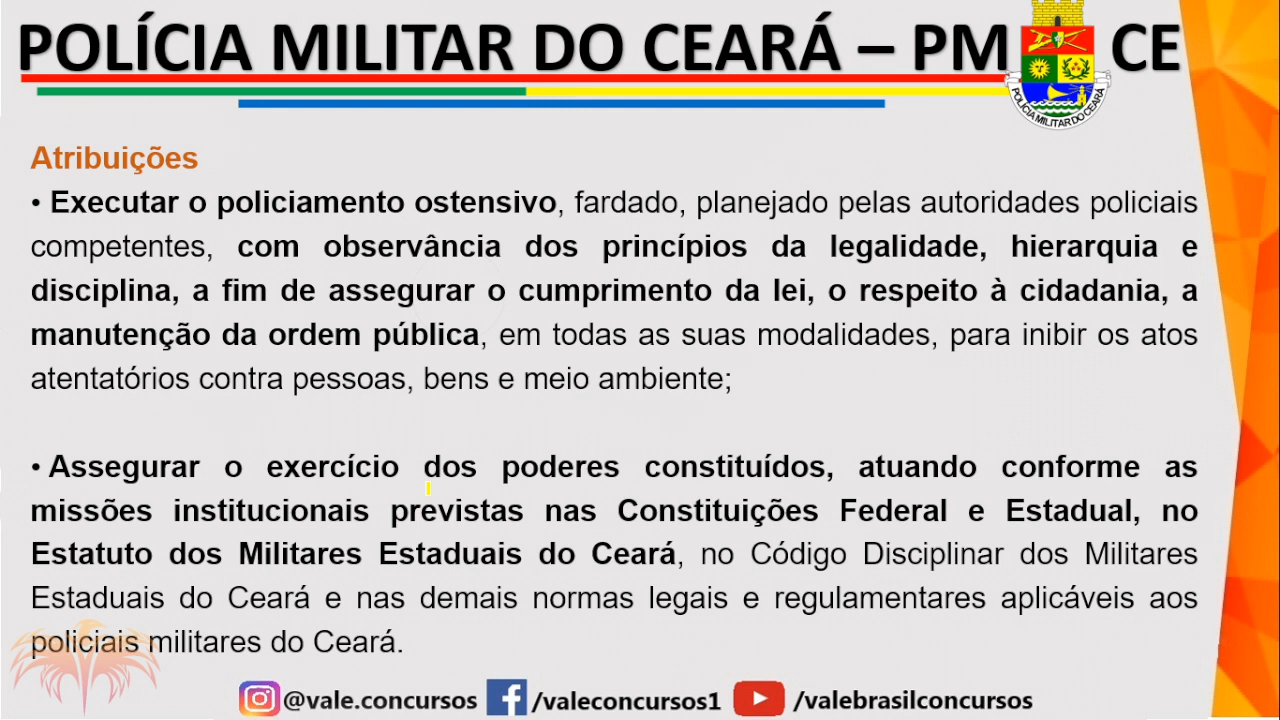 POLÍCIA MILITAR DO CEARÁ – PM CE
POLÍCIA MILITAR DO CEARÁ
Atribuições
• Executar o policiamento ostensivo, fardado, planejado pelas autoridades policiais
competentes, com observância dos princípios da legalidade, hierarquia e
disciplina, a fim de assegurar o cumprimento da lei, o respeito à cidadania, a
manutenção da ordem pública, em todas as suas modalidades, para inibir os atos
atentatórios contra pessoas, bens e meio ambiente;
• Assegurar o exercício dos poderes constituídos, atuando conforme as
missões institucionais previstas nas Constituições Federal e Estadual, no
Estatuto dos Militares Estaduais do Ceará, no Código Disciplinar dos Militares
Estaduais do Ceará e nas demais normas legais e regulamentares aplicáveis aos
policiais militares do Ceará.
@vale.concursos /valeconcursos1 /valebrasilconcursos